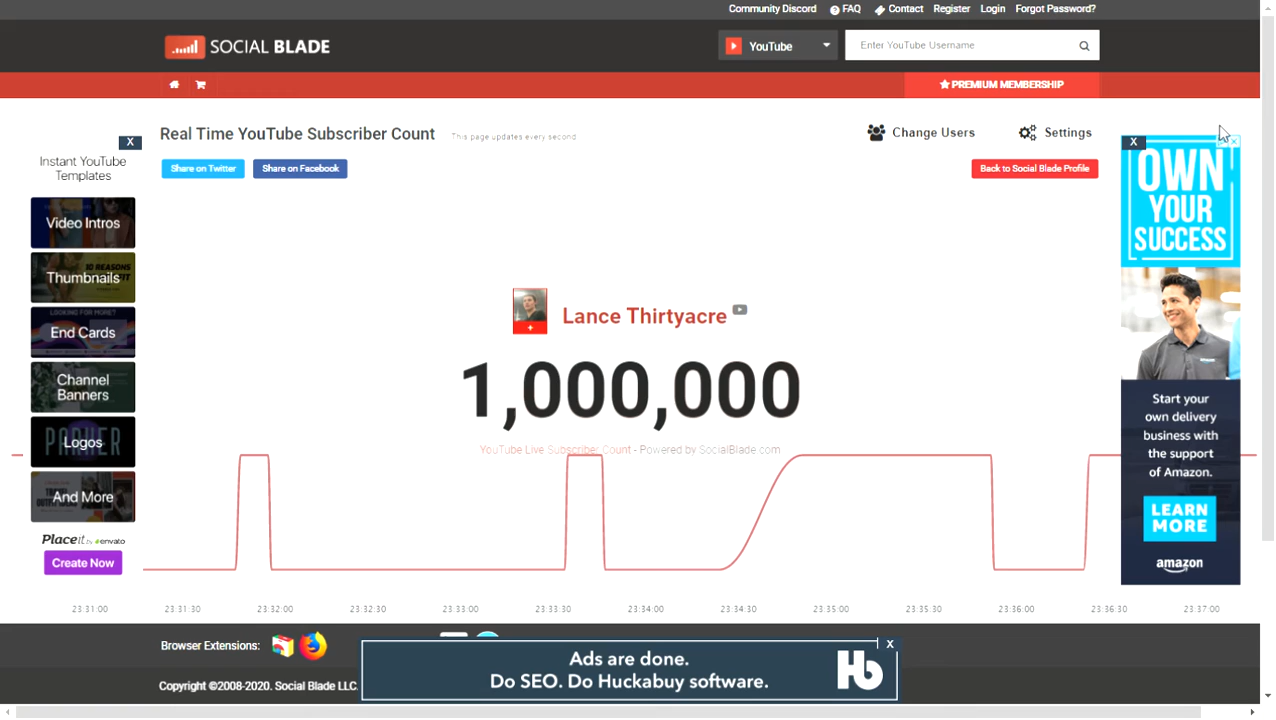 Community Discord FAQ Contact Register Login Forgot Password?
SOCIAL BLADE
YouTube
Enter YouTube Username
PREMIUM MEMBERSHIP
Real Time YouTube Subscriber Count
This page updates every second.
Change Users
Settings
Share on Twitter
Share on Facebook
Back to Social Blade Profile
X
Instant YouTube
Templates
Video Intros
Thumbnails
End Cards
Channel
Banners
Logos
And More
Placeit by envato
Create Now
Lance Thirtyacre
1,000,000
YouTube Live Subscriber Count - Powered by SocialBlade.com
X
OWN
YOUR
SUCCESS
Start your
own delivery
business with
the support
of Amazon.
LEARN
MORE
amazon
23:31:00 23:31:30 23:32:00 23:32:30 23:33:00 23:33:30 23:34:00 23:34:30 23:35:00 23:35:30 23:36:00 23:36:30 23:37:00
Browser Extensions:
Copyright ©2008-2020. Social Blade LLC.
X
Ads are done.
Do SEO. Do Huckabuy software.
Hb